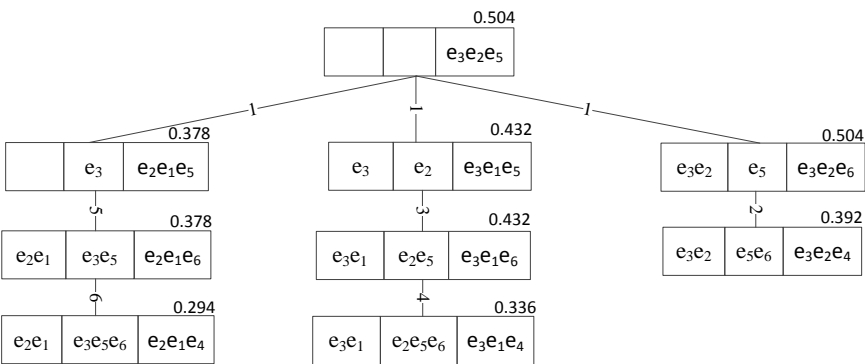 0.504
e₃e₂e₅
1 1 1
0.378 0.432 0.504
e₃ e₂e₁e₅ e₃ e₂ e₃e₁e₅ e₃e₂ e₅ e₃e₂e₆
5 3 2
0.378 0.432 0.392
e₂e₁ e₃e₅ e₂e₁e₆ e₃e₁ e₂e₅ e₃e₁e₆ e₃e₂ e₅e₆ e₃e₂e₄
6 4
0.294 0.336
e₂e₁ e₃e₅e₆ e₂e₁e₄ e₃e₁ e₂e₅e₆ e₃e₁e₄